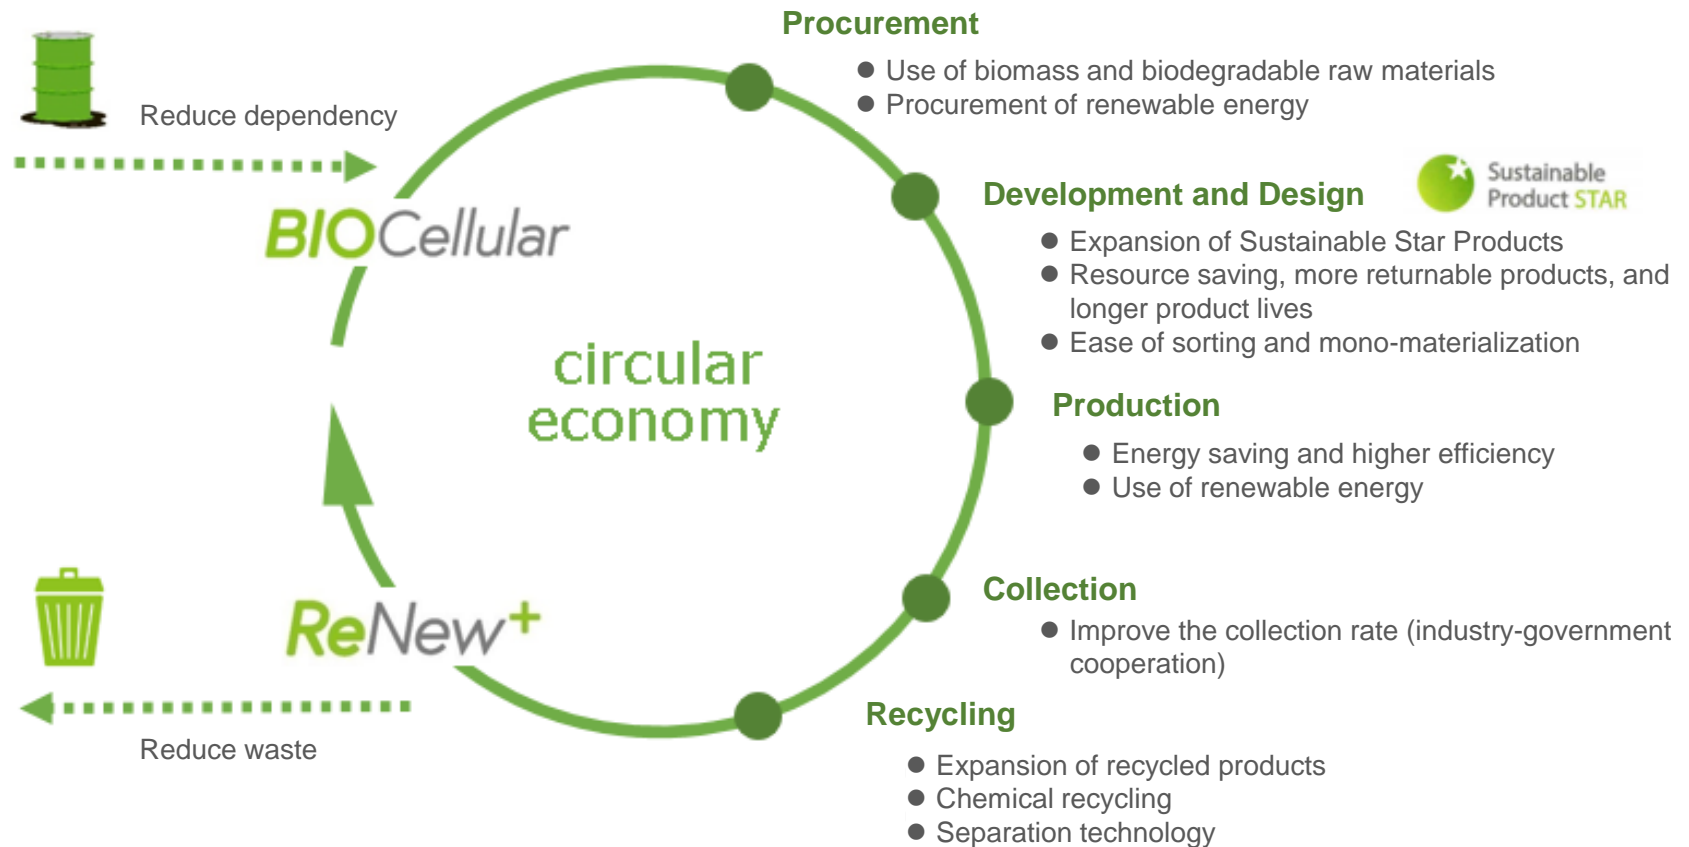 Procurement
● Use of biomass and biodegradable raw materials
● Procurement of renewable energy
Reduce dependency
BIOCellular
Development and Design
Sustainable
Product STAR
● Expansion of Sustainable Star Products
● Resource saving, more returnable products, and
longer product lives
● Ease of sorting and mono-materialization
circular
economy
Production
● Energy saving and higher efficiency
● Use of renewable energy
Collection
● Improve the collection rate (industry-government
cooperation)
ReNew+
Reduce waste
Recycling
● Expansion of recycled products
● Chemical recycling
● Separation technology